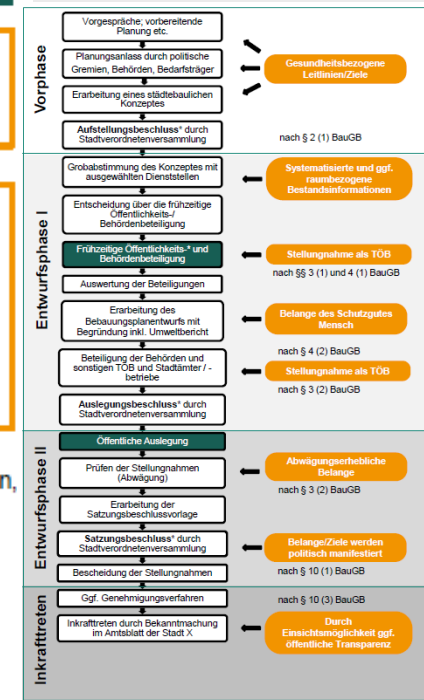 Vorphase
Vorgespräche; vorbereitende
Planung etc.
Planungsanlass durch politische
Gremien, Behörden, Bedarfsträger
Erarbeitung eines städtebaulichen
Konzeptes
Aufstellungsbeschluss* durch
Stadtverordnetenversammlung
Gesundheitsbezogene
Leitlinien/Ziele
nach § 2 (1) BauGB
Entwurfsphase I
Grobabstimmung des Konzeptes mit
ausgewählten Dienststellen
Systematisierte und ggf.
raumbezogene
Bestandsinformationen
Entscheidung über die frühzeitige
Öffentlichkeits-/
Behördenbeteiligung
Frühzeitige Öffentlichkeits-* und
Behördenbeteiligung
Stellungnahme als TÖB
nach §§ 3 (1) und 4 (1) BauGB
Auswertung der Beteiligungen
Erarbeitung des
Bebauungsplanentwurfs mit
Begründung inkl. Umweltbericht
Belange des Schutzgutes
Mensch
nach § 4 (2) BauGB
Beteiligung der Behörden und
sonstigen TÖB und Stadtämter / -
betriebe
Stellungnahme als TÖB
nach § 3 (2) BauGB
Auslegungsbeschluss* durch
Stadtverordnetenversammlung
Entwurfsphase II
Öffentliche Auslegung
Prüfen der Stellungnahmen
(Abwägung)
Abwägungserhebliche
Belange
nach § 3 (2) BauGB
Erarbeitung der
Satzungsbeschlussvorlage
Satzungsbeschluss* durch
Stadtverordnetenversammlung
Belange/Ziele werden
politisch manifestiert
Bescheidung der Stellungnahmen
nach § 10 (1) BauGB
Inkrafttreten
Ggf. Genehmigungsverfahren
nach § 10 (3) BauGB
Inkrafttreten durch Bekanntmachung
im Amtsblatt der Stadt X
Durch
Einsichtsmöglichkeit ggf.
öffentliche Transparenz
n,